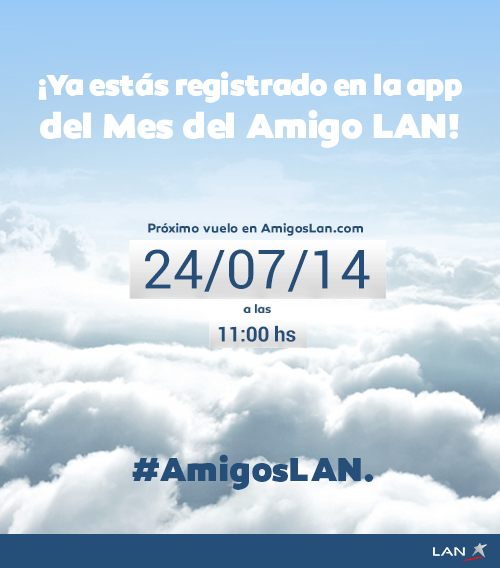 ¡Ya estás registrado en la app
del Mes del Amigo LAN!
Próximo vuelo en AmigosLan.com
24/07/14
a las
11:00 hs
#AmigosLAN.
LAN